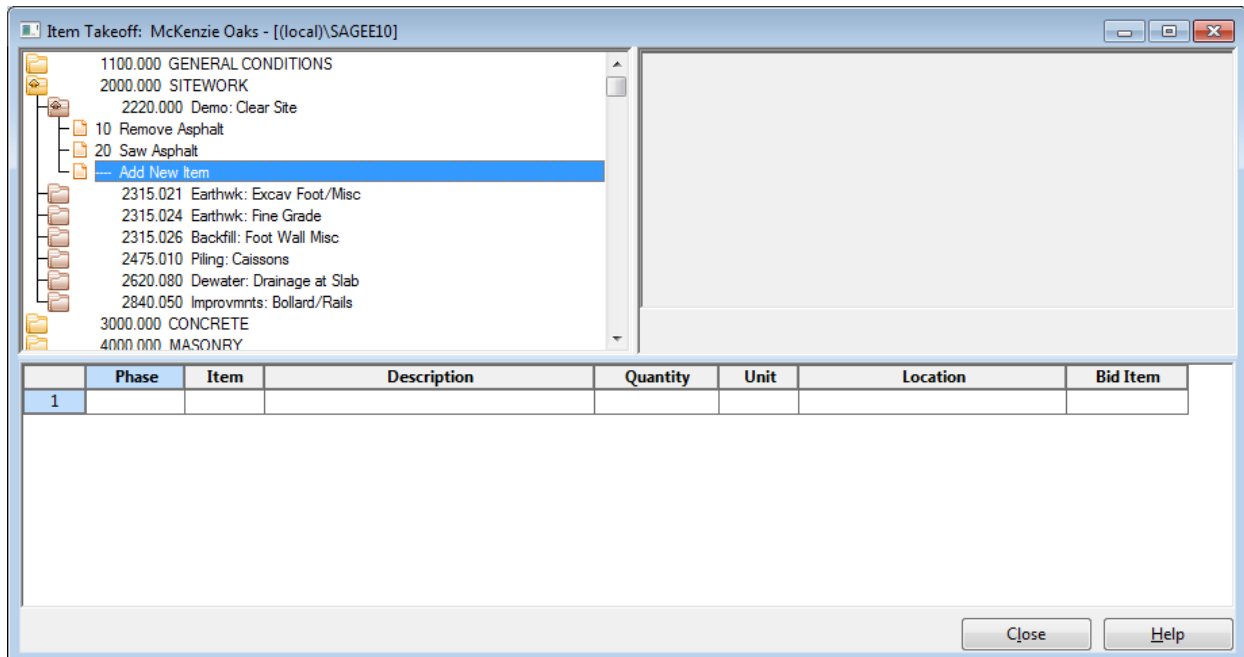 Item Takeoff: McKenzie Oaks - [(local)\SAGEE10]
1100.000 GENERAL CONDITIONS
2000.000 SITEWORK
2220.000 Demo: Clear Site
10 Remove Asphalt
20 Saw Asphalt
--- Add New Item
2315.021 Earthwk: Excav Foot/Misc
2315.024 Earthwk: Fine Grade
2315.026 Backfill: Foot Wall Misc
2475.010 Piling: Caissons
2620.080 Dewater: Drainage at Slab
2840.050 Improvmnts: Bollard/Rails
3000.000 CONCRETE
4000.000 MASONRY
Phase Item Description Quantity Unit Location Bid Item
1
Close Help